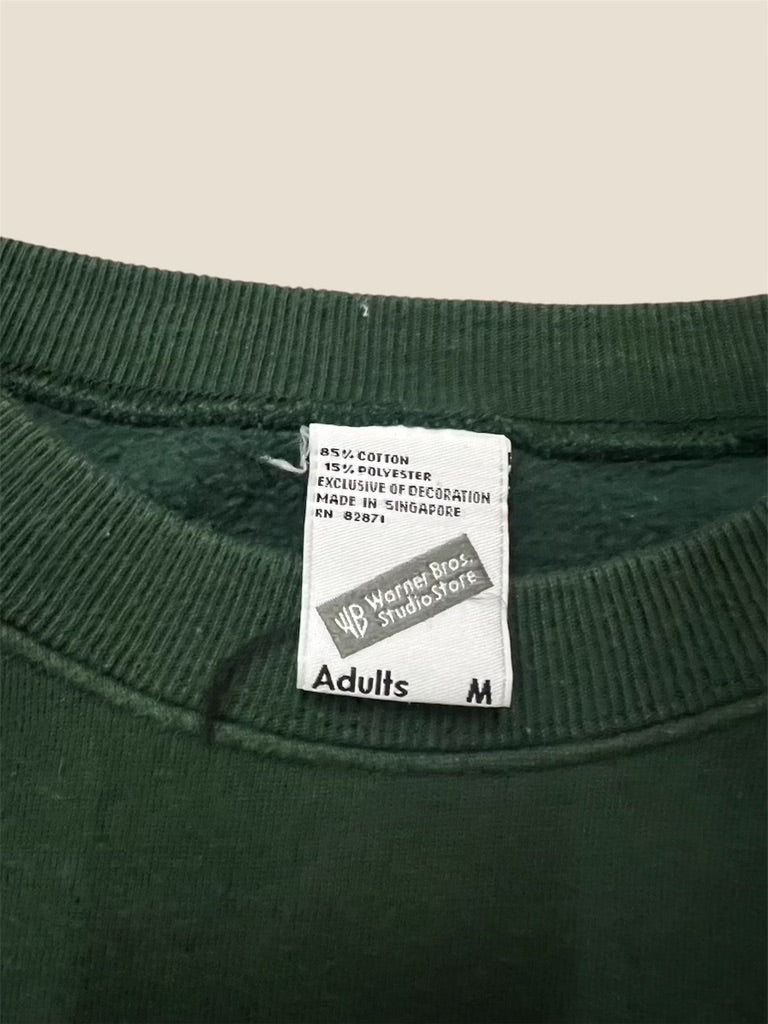 85% COTTON
15% POLYESTER
EXCLUSIVE OF DECORATION
MADE IN SINGAPORE
RN 82871
WB Warner Bros.
Studio Store
Adults M